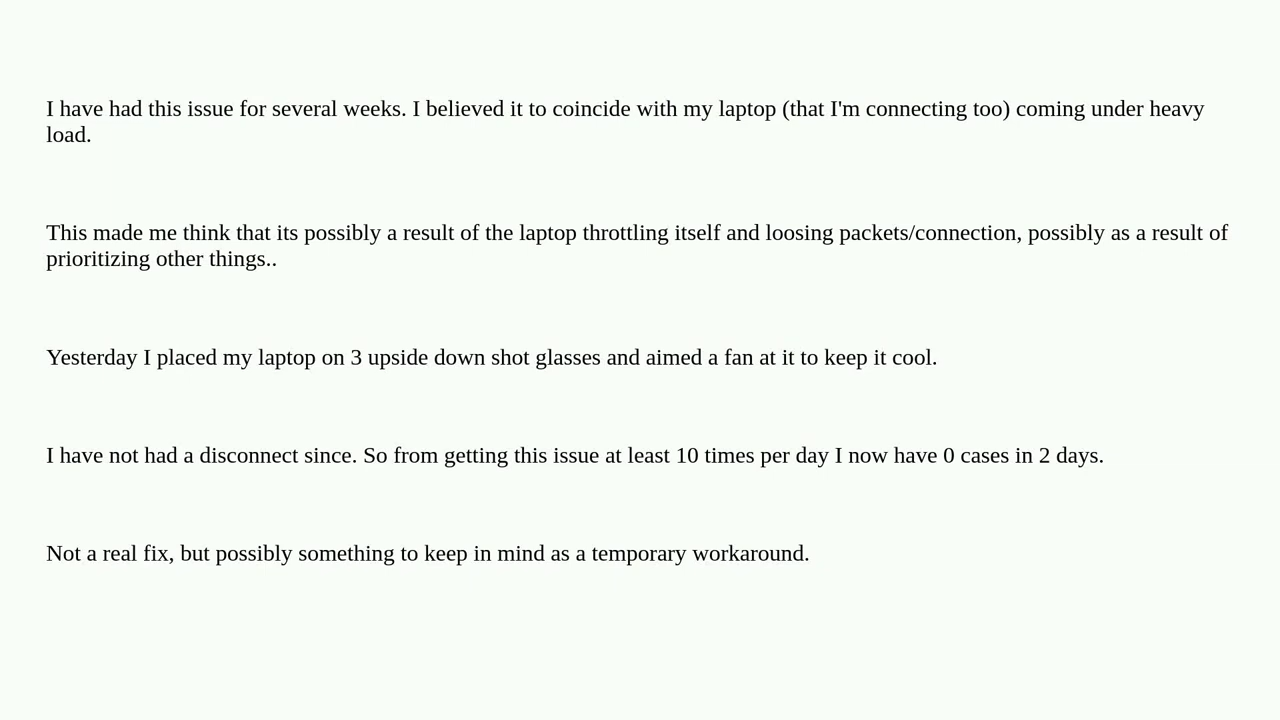 I have had this issue for several weeks. I believed it to coincide with my laptop (that I'm connecting too) coming under heavy
load.
This made me think that its possibly a result of the laptop throttling itself and loosing packets/connection, possibly as a result of
prioritizing other things..
Yesterday I placed my laptop on 3 upside down shot glasses and aimed a fan at it to keep it cool.
I have not had a disconnect since. So from getting this issue at least 10 times per day I now have 0 cases in 2 days.
Not a real fix, but possibly something to keep in mind as a temporary workaround.